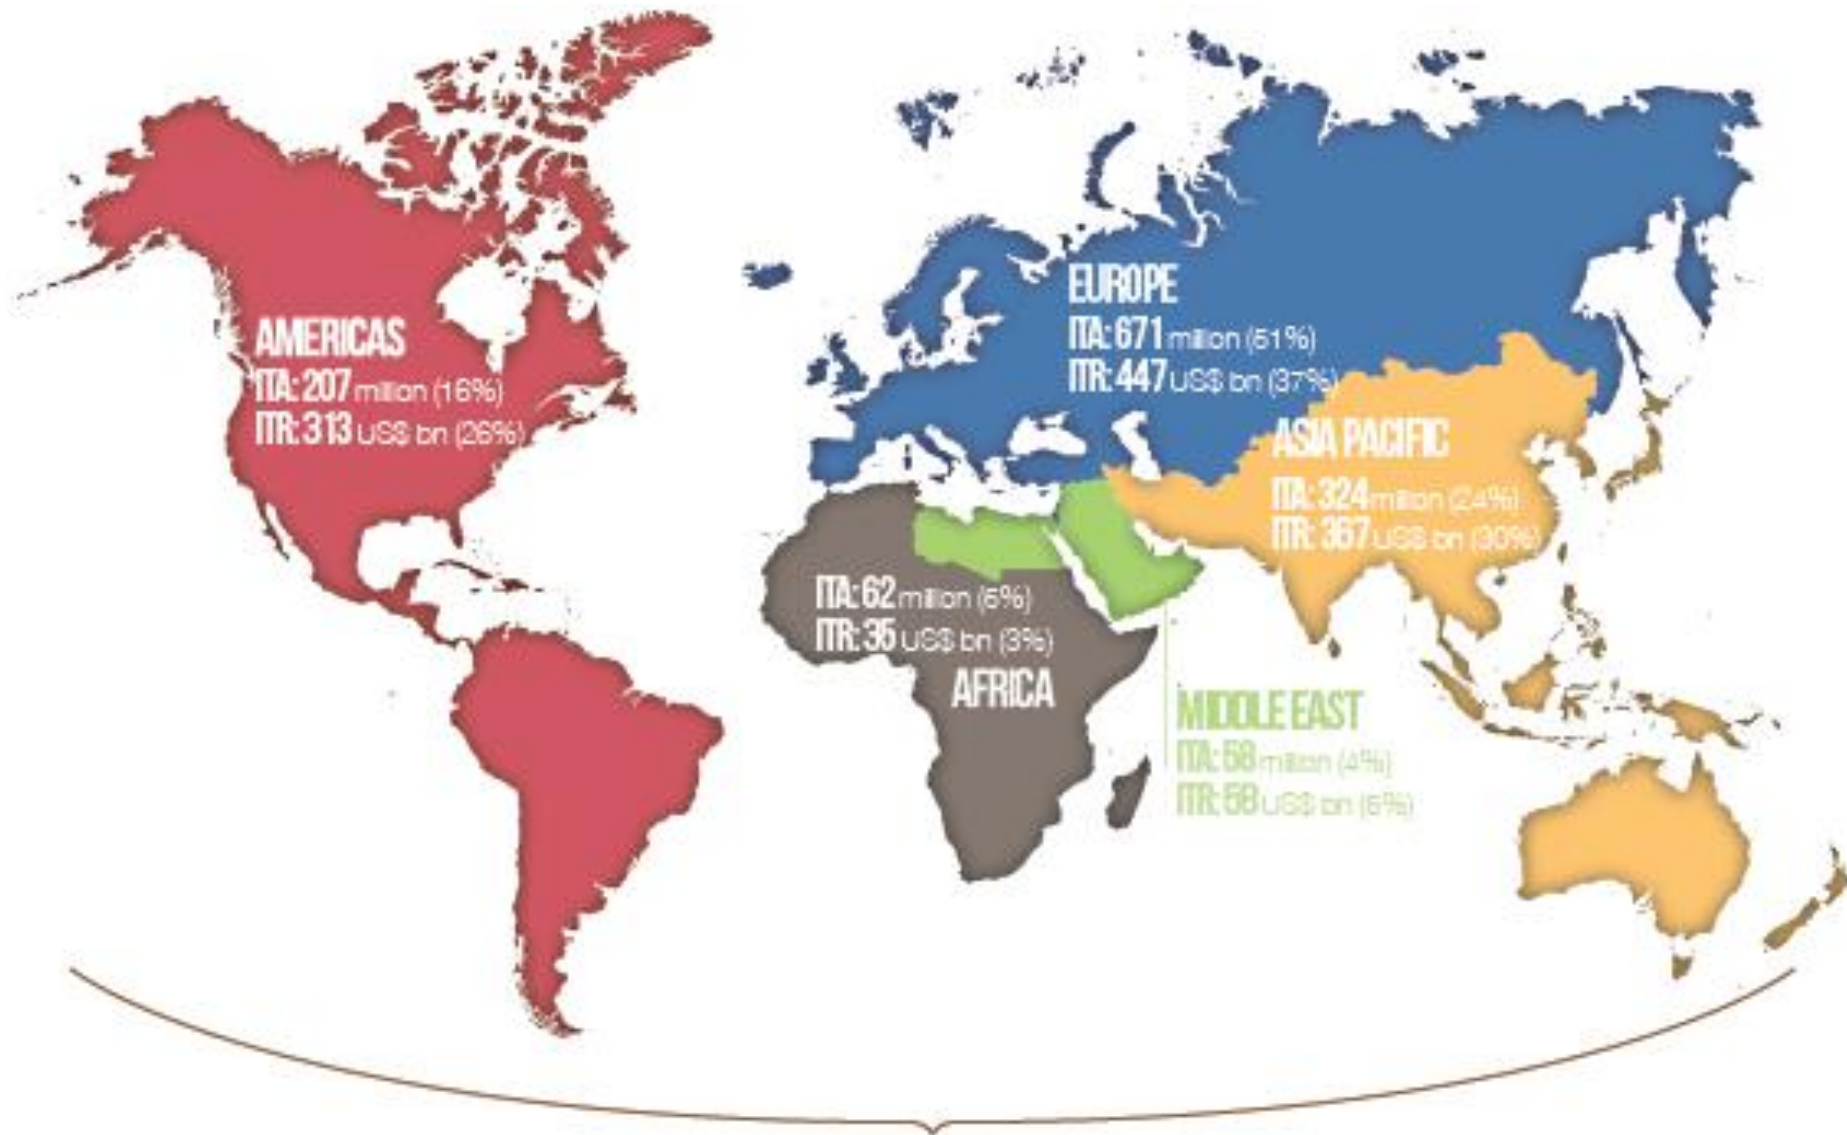 AMERICAS
ITA: 207 million (16%)
ITR: 313 US$ bn (26%)
EUROPE
ITA: 671 million (51%)
ITR: 447 US$ bn (37%)
ASIA PACIFIC
ITA: 324 million (24%)
ITR: 367 US$ bn (30%)
ITA: 62 million (5%)
ITR: 35 US$ bn (3%)
AFRICA
MIDDLE EAST
ITA: 58 million (4%)
ITR: 58 US$ bn (5%)